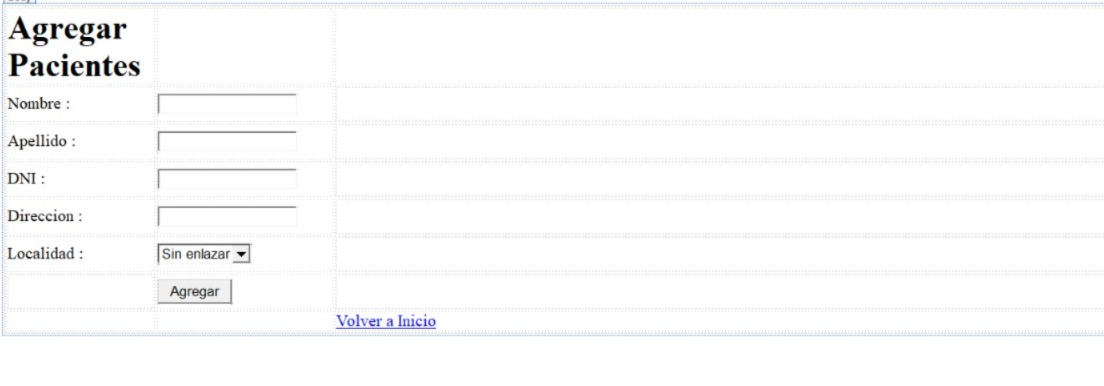 Agregar
Pacientes
Nombre :
Apellido :
DNI :
Direccion :
Localidad :
Sin enlazar
Agregar
Volver a Inicio